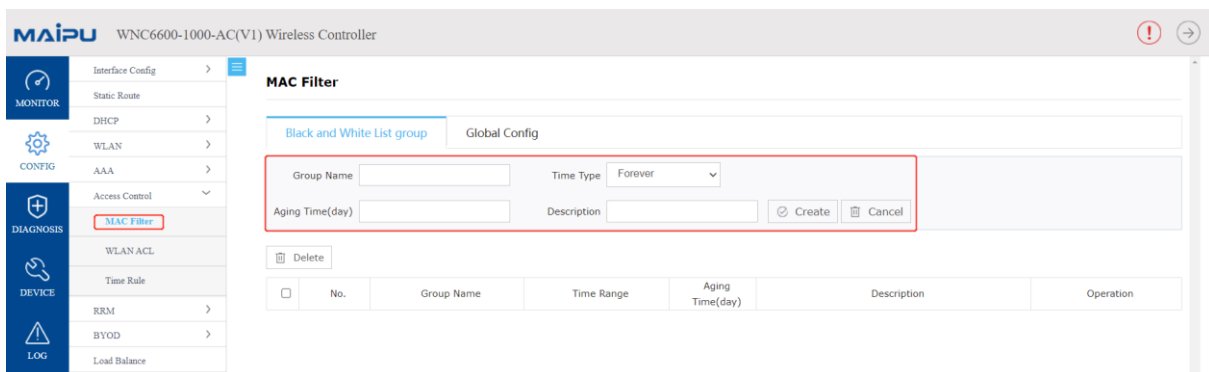 MAIPU WNC6600-1000-AC(V1) Wireless Controller
MONITOR
CONFIG
DIAGNOSIS
DEVICE
LOG
Interface Config
Static Route
DHCP
WLAN
AAA
Access Control
MAC Filter
WLAN ACL
Time Rule
RRM
BYOD
Load Balance
MAC Filter
Black and White List group Global Config
Group Name Time Type Forever
Aging Time(day) Description Create Cancel
Delete
No. Group Name Time Range Aging Time(day) Description Operation